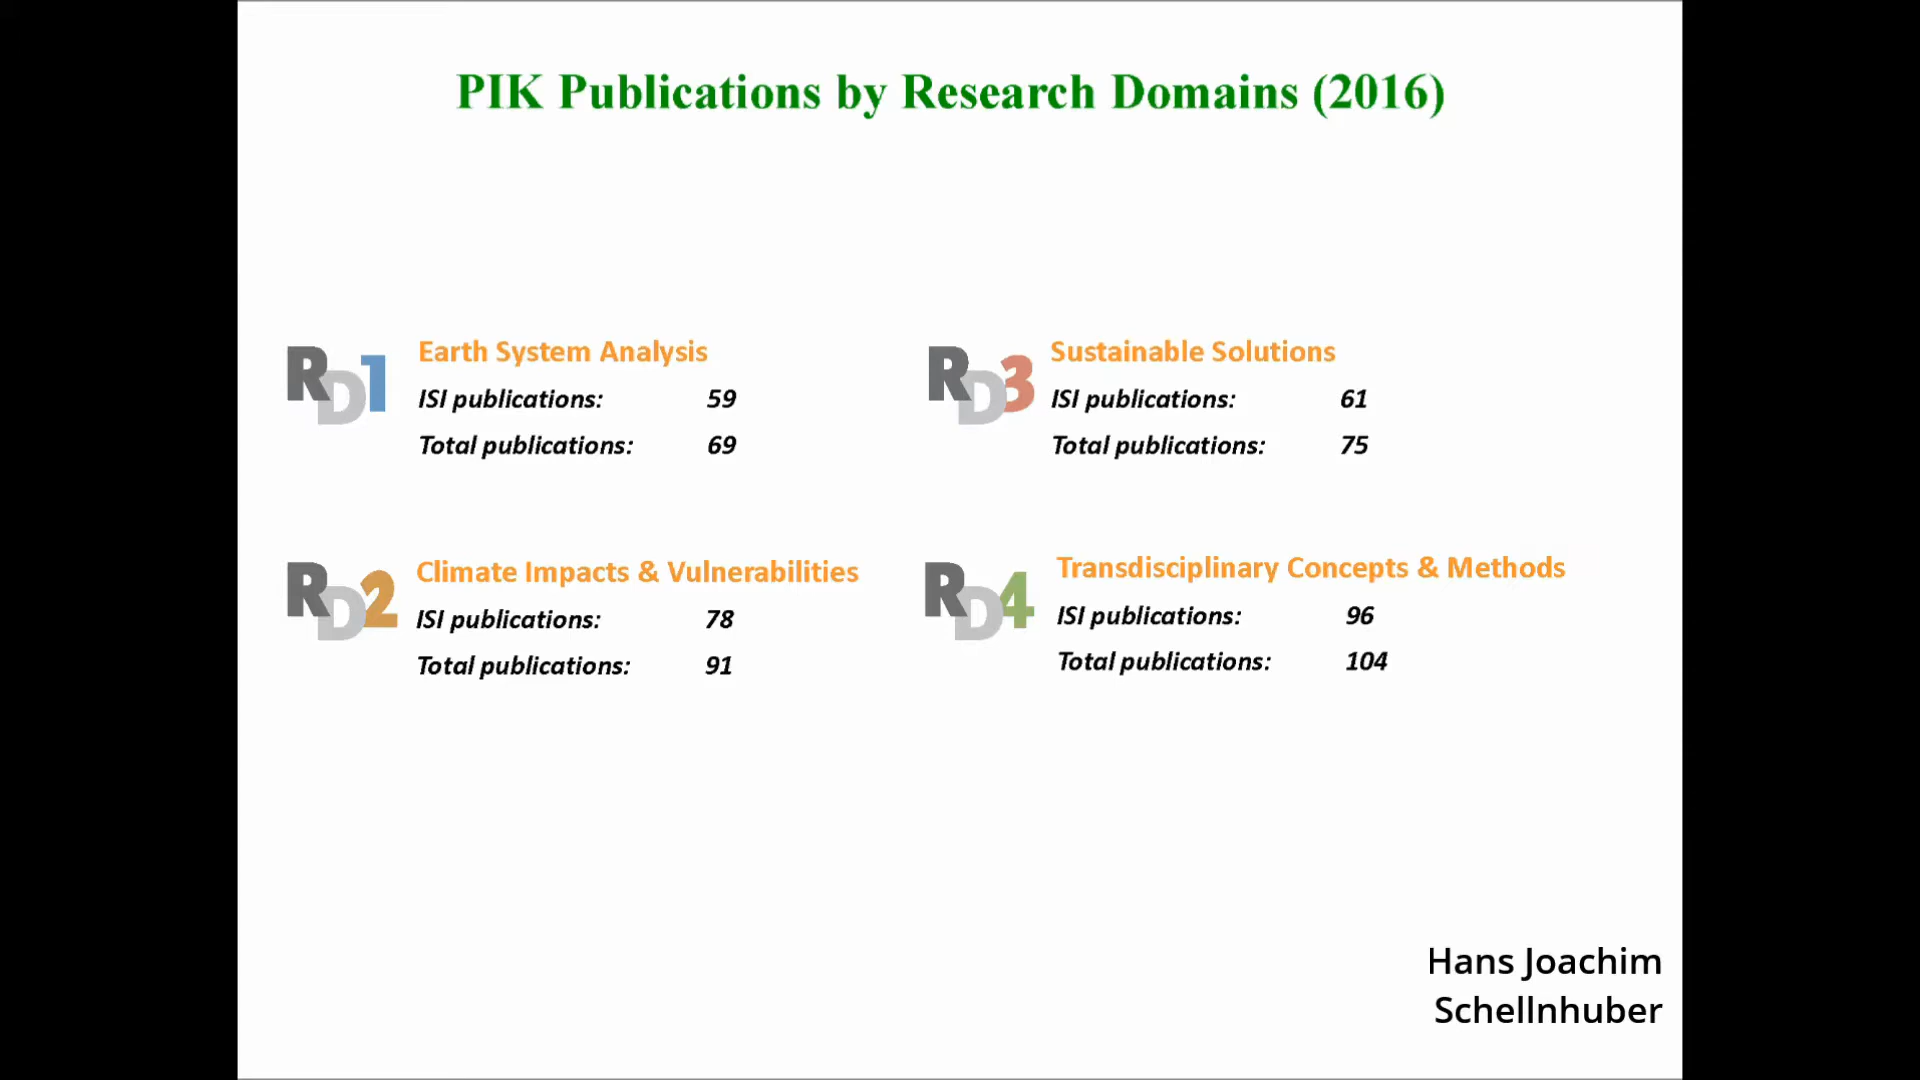 PIK Publications by Research Domains (2016)
RD1
Earth System Analysis
ISI publications: 59
Total publications: 69
RD2
Climate Impacts & Vulnerabilities
ISI publications: 78
Total publications: 91
RD3
Sustainable Solutions
ISI publications: 61
Total publications: 75
RD4
Transdisciplinary Concepts & Methods
ISI publications: 96
Total publications: 104
Hans Joachim
Schellnhuber